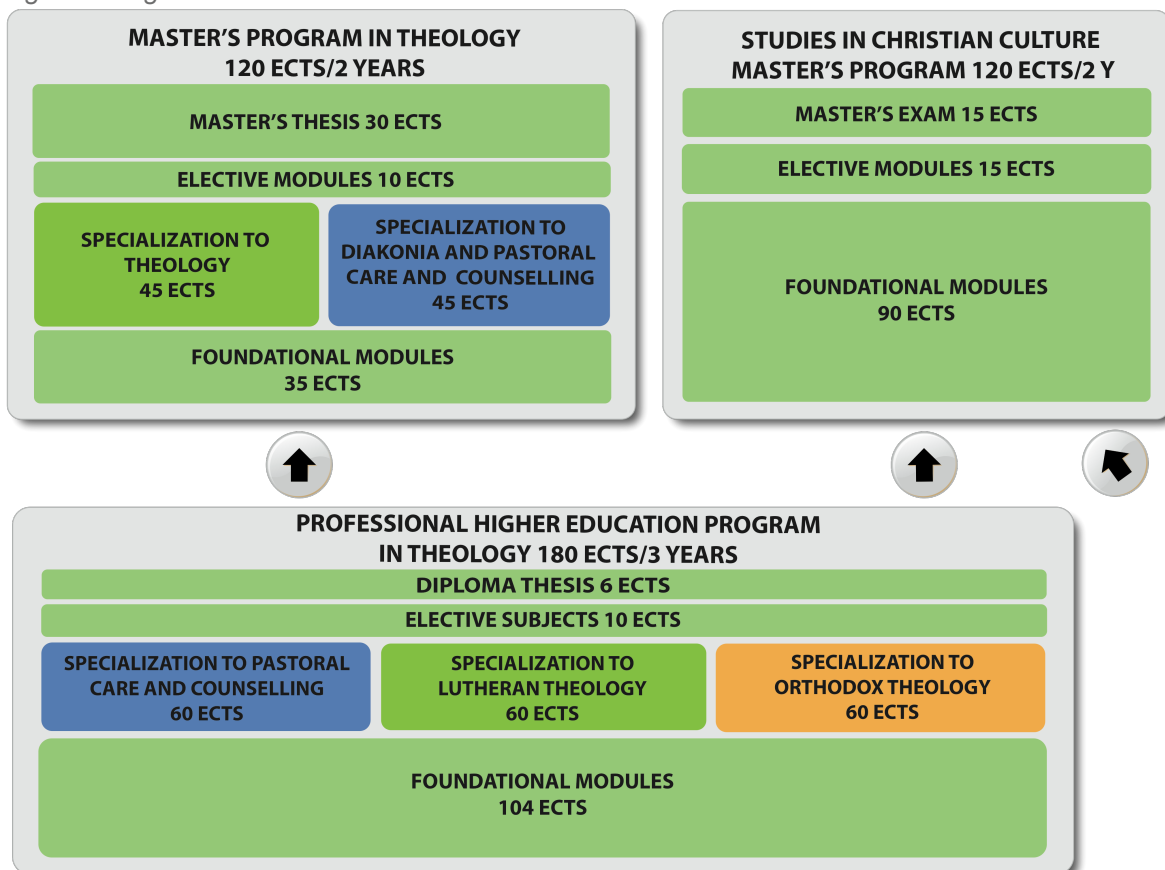 MASTER'S PROGRAM IN THEOLOGY
120 ECTS/2 YEARS
MASTER'S THESIS 30 ECTS
ELECTIVE MODULES 10 ECTS
SPECIALIZATION TO
THEOLOGY
45 ECTS
SPECIALIZATION TO
DIAKONIA AND PASTORAL
CARE AND COUNSELLING
45 ECTS
FOUNDATIONAL MODULES
35 ECTS
STUDIES IN CHRISTIAN CULTURE
MASTER'S PROGRAM 120 ECTS/2 Y
MASTER'S EXAM 15 ECTS
ELECTIVE MODULES 15 ECTS
FOUNDATIONAL MODULES
90 ECTS
PROFESSIONAL HIGHER EDUCATION PROGRAM
IN THEOLOGY 180 ECTS/3 YEARS
DIPLOMA THESIS 6 ECTS
ELECTIVE SUBJECTS 10 ECTS
SPECIALIZATION TO PASTORAL
CARE AND COUNSELLING
60 ECTS
SPECIALIZATION TO
LUTHERAN THEOLOGY
60 ECTS
SPECIALIZATION TO
ORTHODOX THEOLOGY
60 ECTS
FOUNDATIONAL MODULES
104 ECTS